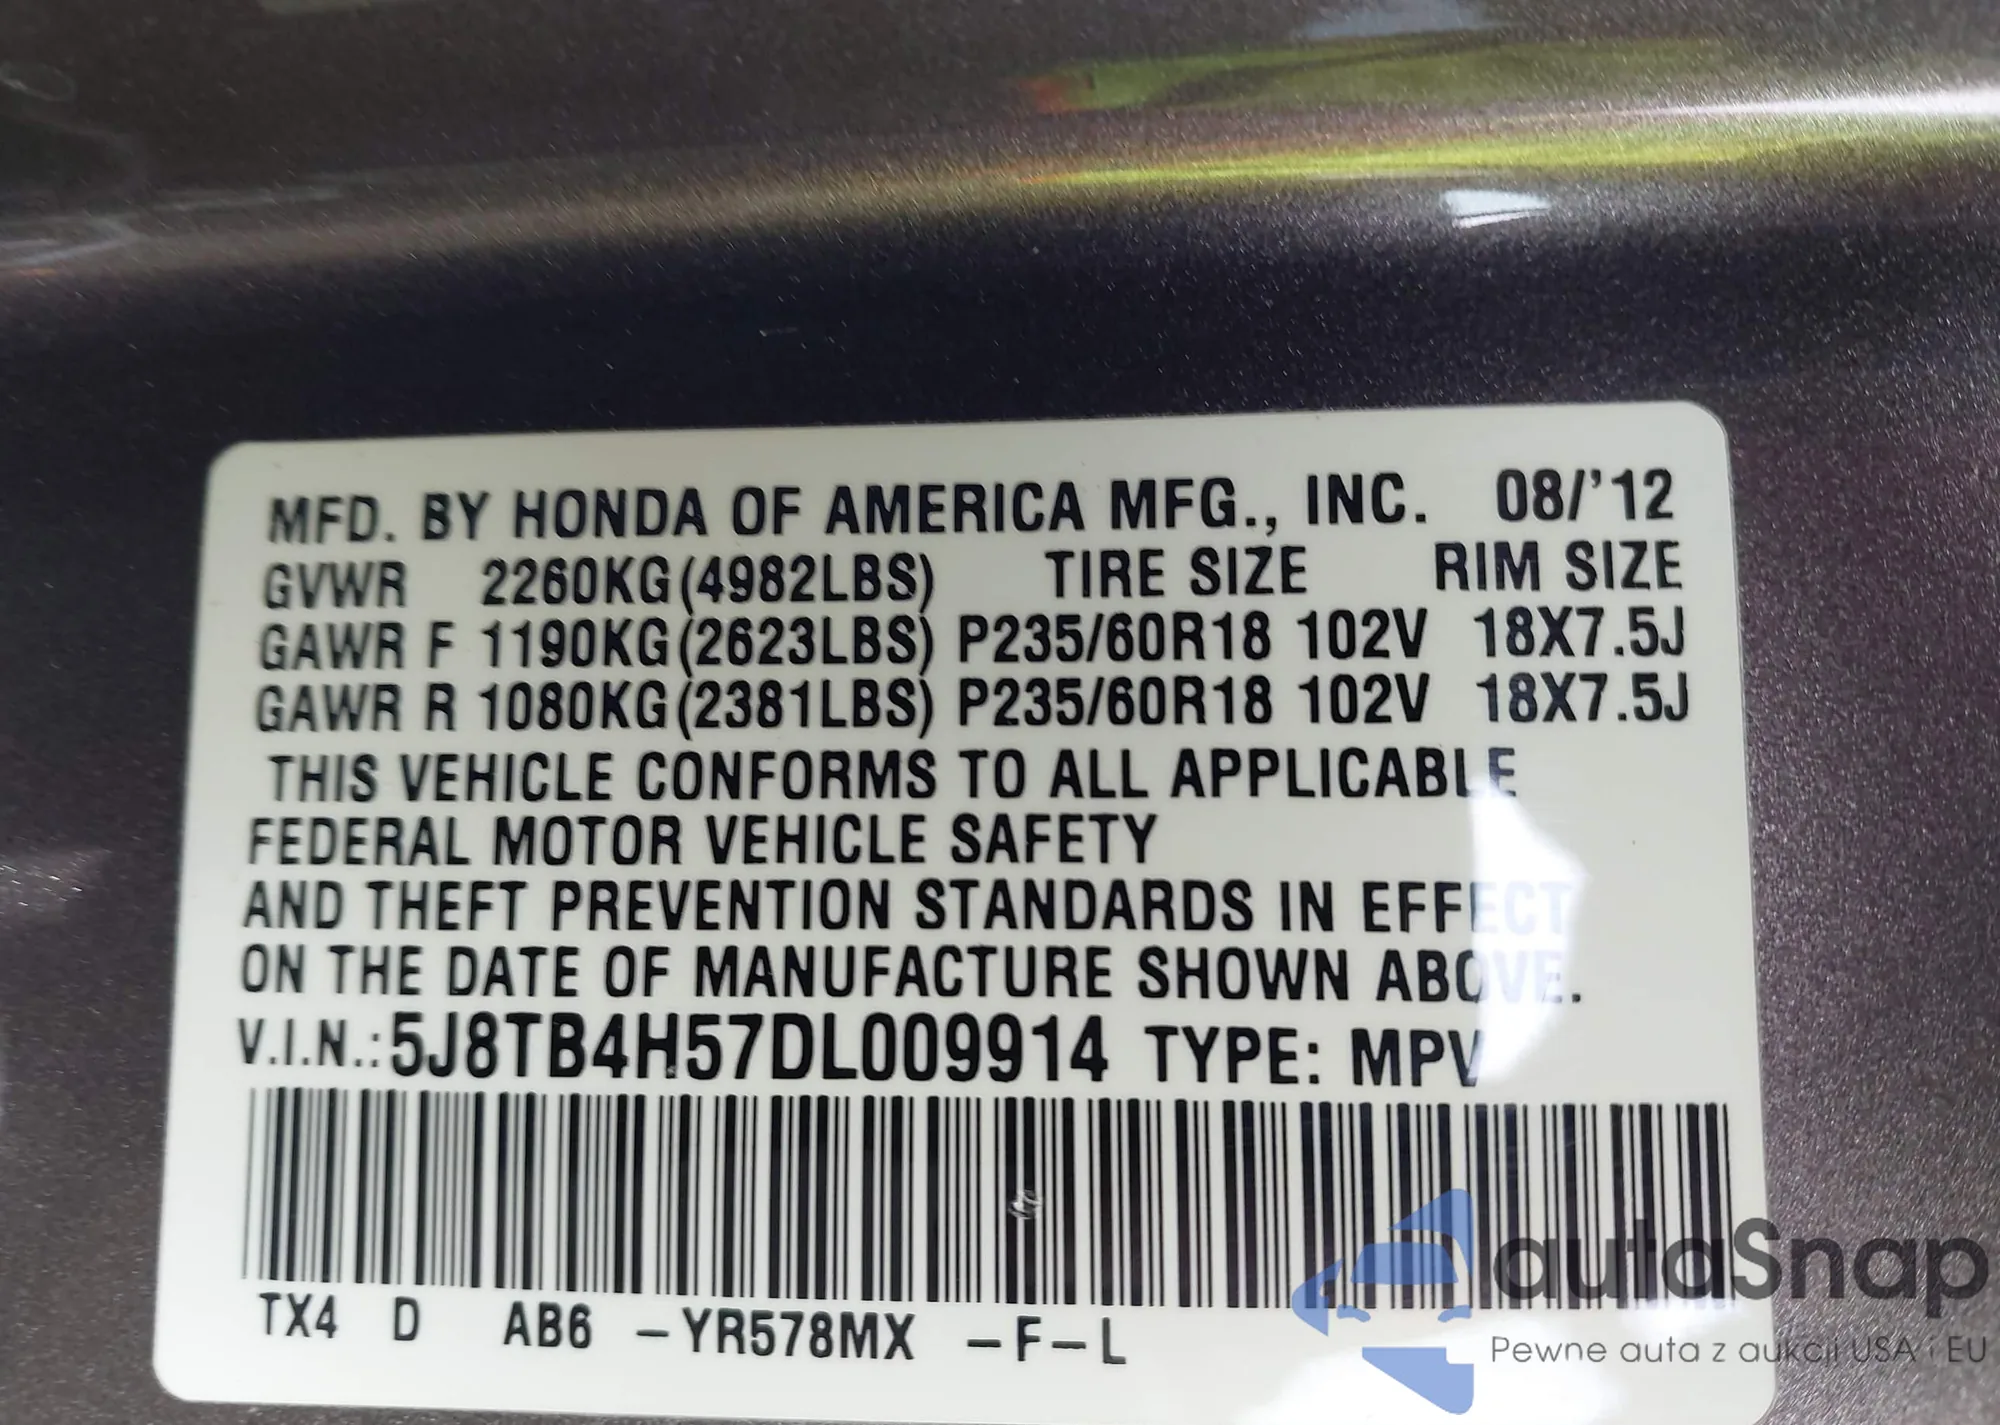 MFD. BY HONDA OF AMERICA MFG., INC. 08/'12
GVWR 2260KG(4982LBS) TIRE SIZE RIM SIZE
GAWR F 1190KG(2623LBS) P235/60R18 102V 18X7.5J
GAWR R 1080KG(2381LBS) P235/60R18 102V 18X7.5J
THIS VEHICLE CONFORMS TO ALL APPLICABLE
FEDERAL MOTOR VEHICLE SAFETY
AND THEFT PREVENTION STANDARDS IN EFFECT
ON THE DATE OF MANUFACTURE SHOWN ABOVE.
V.I.N.: 5J8TB4H57DL009914 TYPE: MPV
TX4 D AB6 -YR578MX -F-L
autaSnap
Pewne auta z aukcji USA i EU